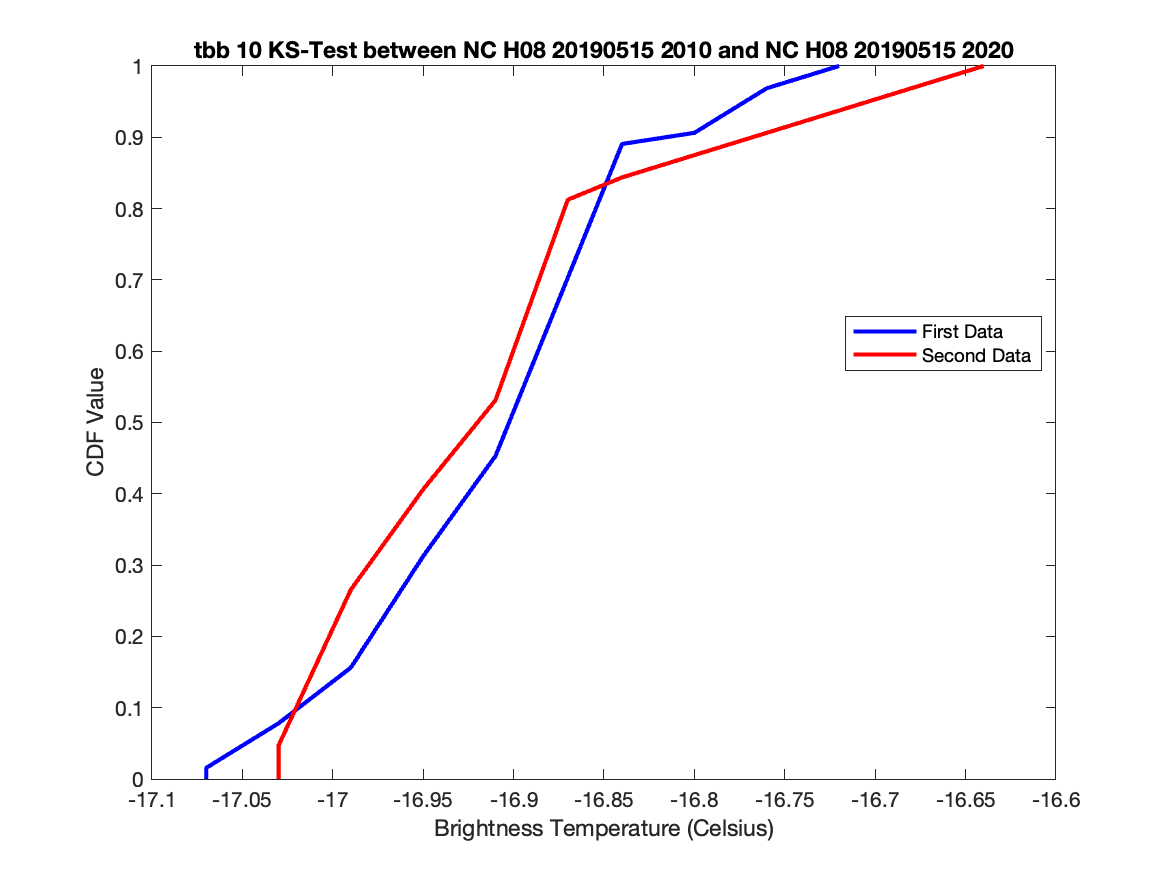 tbb 10 KS-Test between NC H08 20190515 2010 and NC H08 20190515 2020
1
0.9
0.8
0.7
0.6
0.5
0.4
0.3
0.2
0.1
0
CDF Value
First Data
Second Data
-17.1 -17.05 -17 -16.95 -16.9 -16.85 -16.8 -16.75 -16.7 -16.65 -16.6
Brightness Temperature (Celsius)